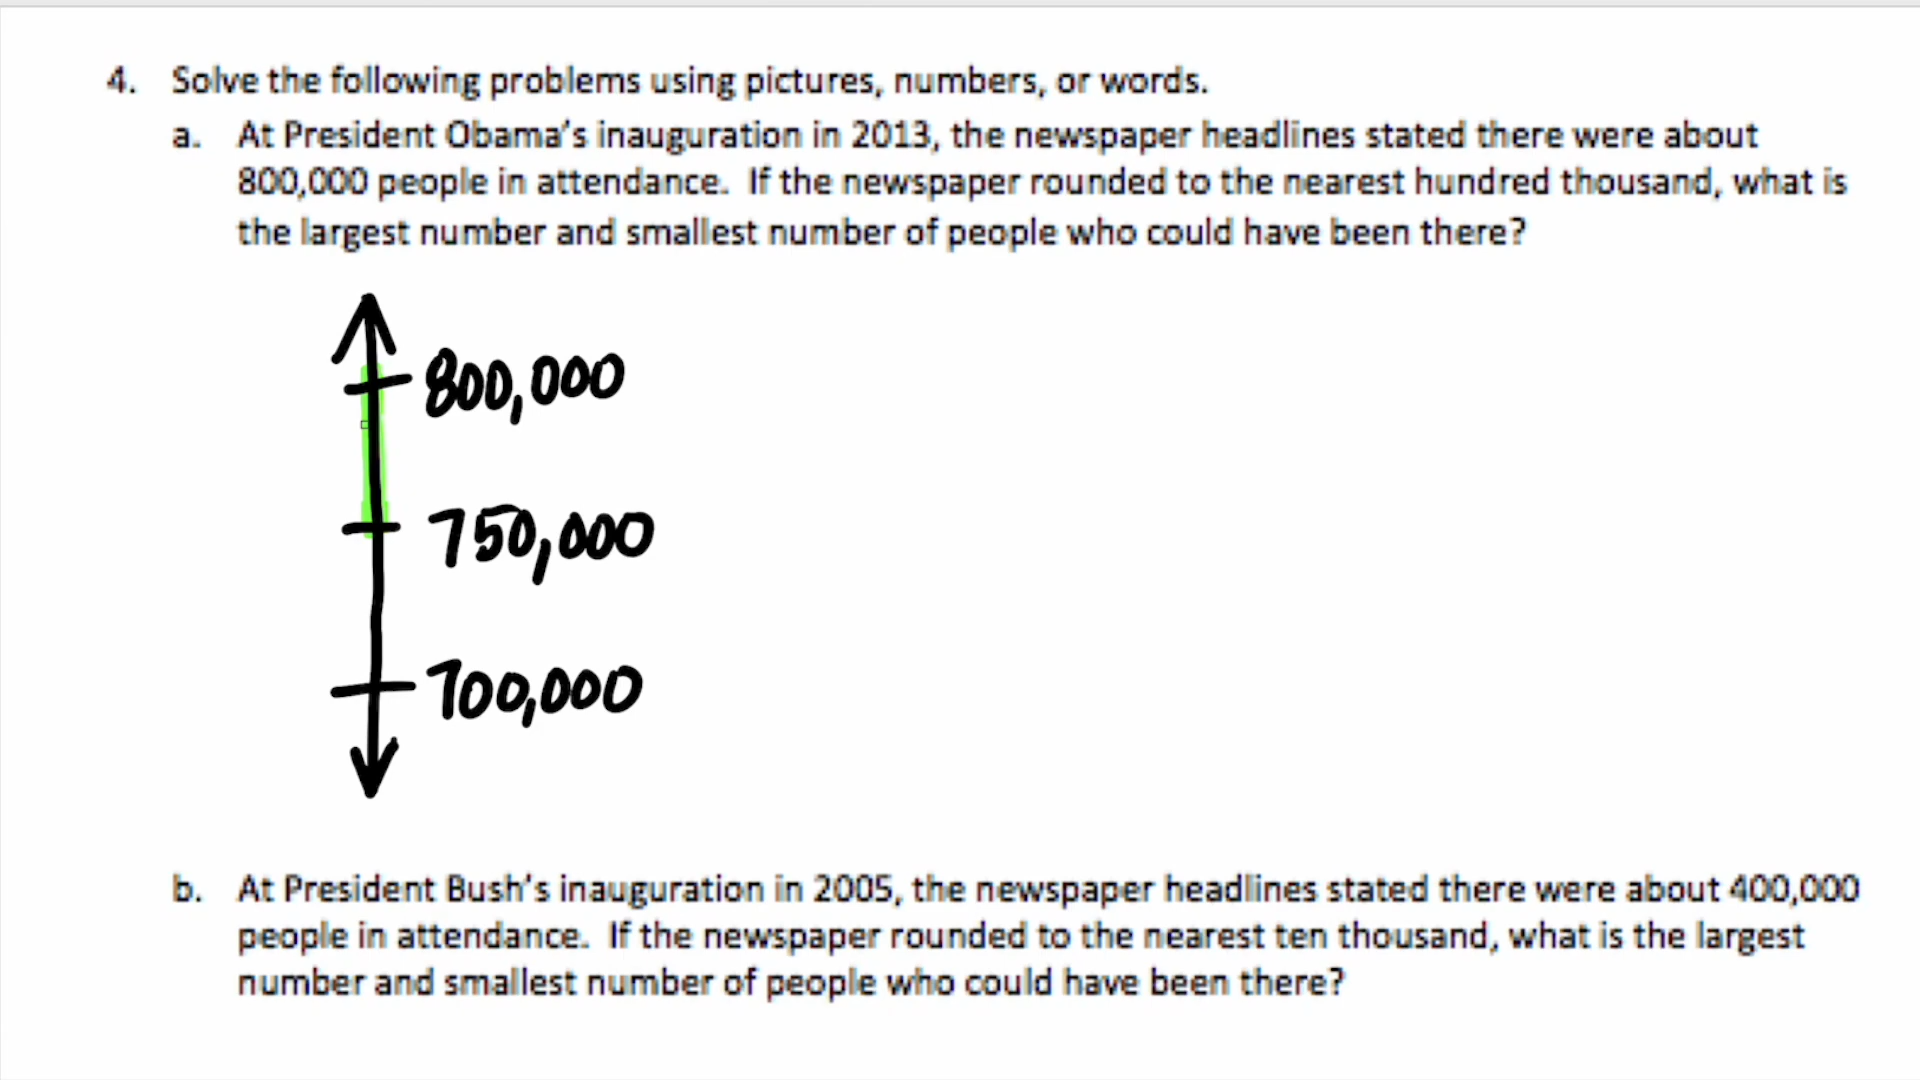 4. Solve the following problems using pictures, numbers, or words.
a. At President Obama's inauguration in 2013, the newspaper headlines stated there were about
800,000 people in attendance. If the newspaper rounded to the nearest hundred thousand, what is
the largest number and smallest number of people who could have been there?
800,000
750,000
700,000
b. At President Bush's inauguration in 2005, the newspaper headlines stated there were about 400,000
people in attendance. If the newspaper rounded to the nearest ten thousand, what is the largest
number and smallest number of people who could have been there?